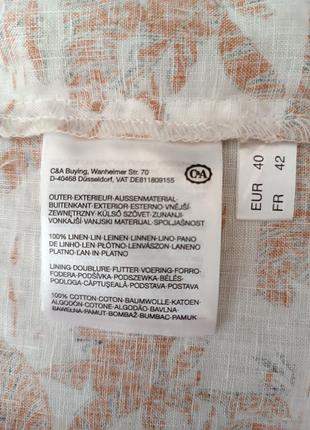 C&A Buying, Wanheimer Str. 70
D-40468 Düsseldorf, VAT DE811809155
C&A
OUTER-EXTERIEUR-AUSSENMATERIAL
BUITENKANT-EXTERIOR-ESTERNO-VNĚJŠÍ
ZEWNĘTRZNY-KÜLSŐ SZÖVET-ZUNANJI-
VONKAJŠÍ-VANJSKI MATERIAL-SPOLJAŠNOST
100% LINEN-LIN-LEINEN-LINNEN-LINO-PANO
DE LINHO-LEN-PŁÓTNO-LENVÁSZON-LANENO
PLATNO-ĽAN-IN-PLATNO
LINING-DOUBLURE-FUTTER-VOERING-FORRO-
FODERA-PODŠÍVKA-PODSZEWKA-BÉLÉS-
PODLOGA-CĂPTUŞEALĂ-PODSTAVA-POSTAVA
100% COTTON-COTON-BAUMWOLLE-KATOEN-
ALGODÓN-COTONE-ALGODÃO-BAVLNA-
BAWEŁNA-PAMUT-BOMBAŽ-BUMBAC-PAMUK
EUR 40
FR 42